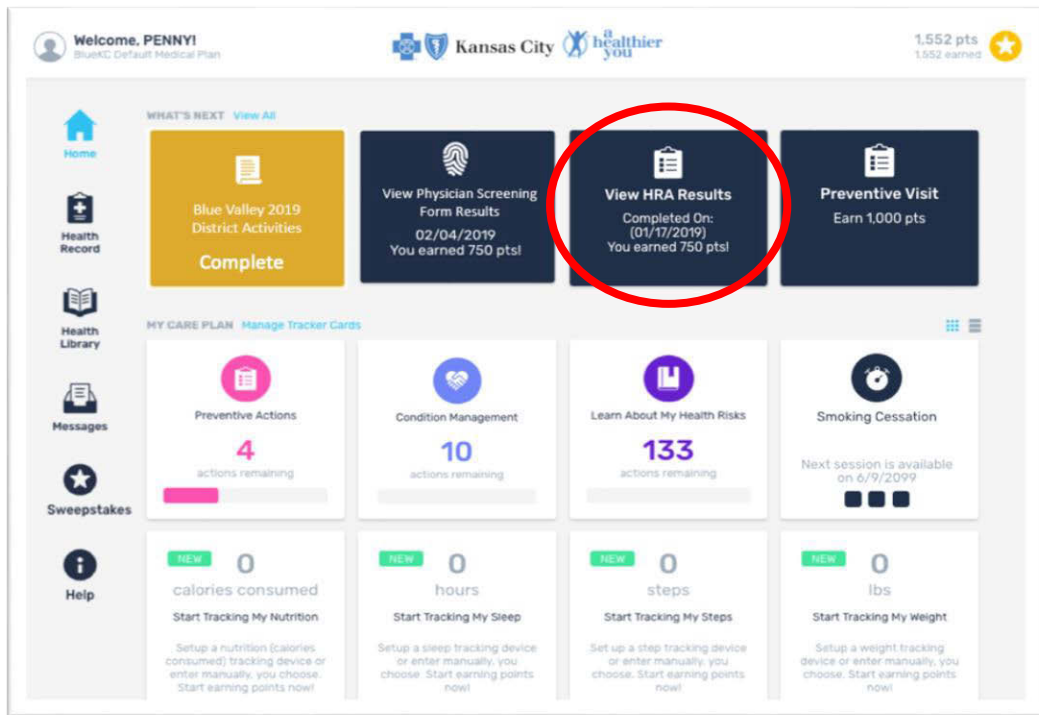 Welcome, PENNY!
BlueKC Default Medical Plan
Kansas City
a
healthier
you
1,552 pts
1,552 earned
Home
Health
Record
Health
Library
Messages
Sweepstakes
Help
WHAT'S NEXT View All
Blue Valley 2019
District Activities
Complete
View Physician Screening
Form Results
02/04/2019
You earned 750 pts!
View HRA Results
Completed On:
(01/17/2019)
You earned 750 pts!
Preventive Visit
Earn 1,000 pts
MY CARE PLAN Manage Tracker Cards
Preventive Actions
4
actions remaining
Condition Management
10
actions remaining
Learn About My Health Risks
133
actions remaining
Smoking Cessation
Next session is available
on 6/9/2099
NEW 0
calories consumed
Start Tracking My Nutrition
Setup a nutrition (calories
consumed) tracking device or
enter manually, you choose.
Start earning points now!
NEW 0
hours
Start Tracking My Sleep
Setup a sleep tracking device
or enter manually, you
choose. Start earning points
now!
NEW 0
steps
Start Tracking My Steps
Set up a step tracking device
or enter manually, you
choose. Start earning points
now!
NEW 0
lbs
Start Tracking My Weight
Setup a weight tracking
device or enter manually, you
choose. Start earning points
now!